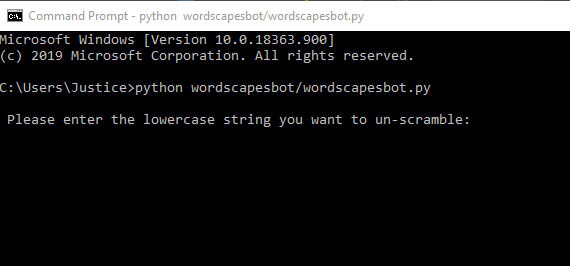 Command Prompt - python wordscapesbot/wordscapesbot.py
Microsoft Windows [Version 10.0.18363.900]
(c) 2019 Microsoft Corporation. All rights reserved.
C:\Users\Justice>python wordscapesbot/wordscapesbot.py
Please enter the lowercase string you want to un-scramble: